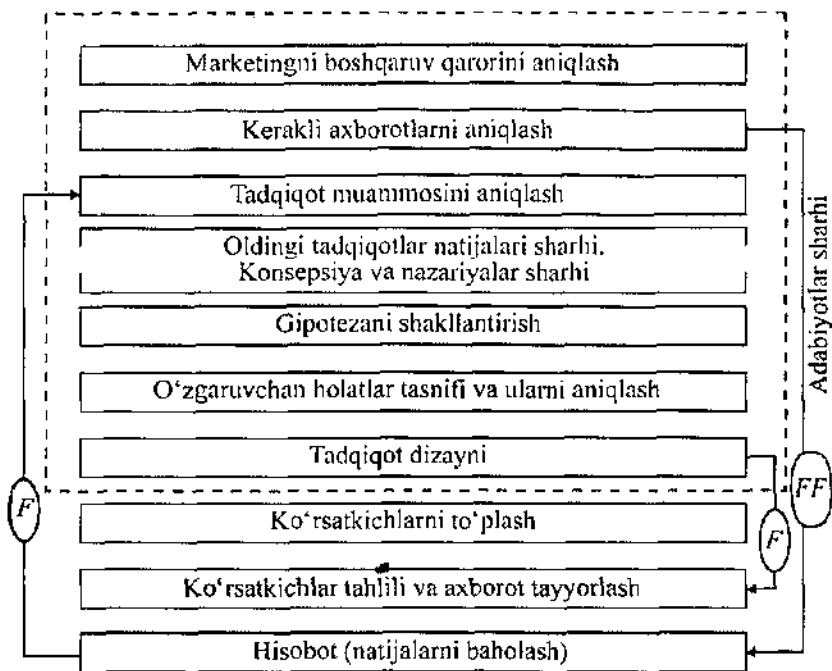 Marketingni boshqaruv qarorini aniqlash
Kerakli axborotlarni aniqlash
Tadqiqot muammosini aniqlash
Oldingi tadqiqotlar natijalari sharhi.
Konsepsiya va nazariyalar sharhi
Gipotezani shakllantirish
O‘zgaruvchan holatlar tasnifi va ularni aniqlash
Tadqiqot dizayni
Ko‘rsatkichlarni to‘plash
Ko‘rsatkichlar tahlili va axborot tayyorlash
Hisobot (natijalarni baholash)
F
F
FF
Adabiyotlar sharhi